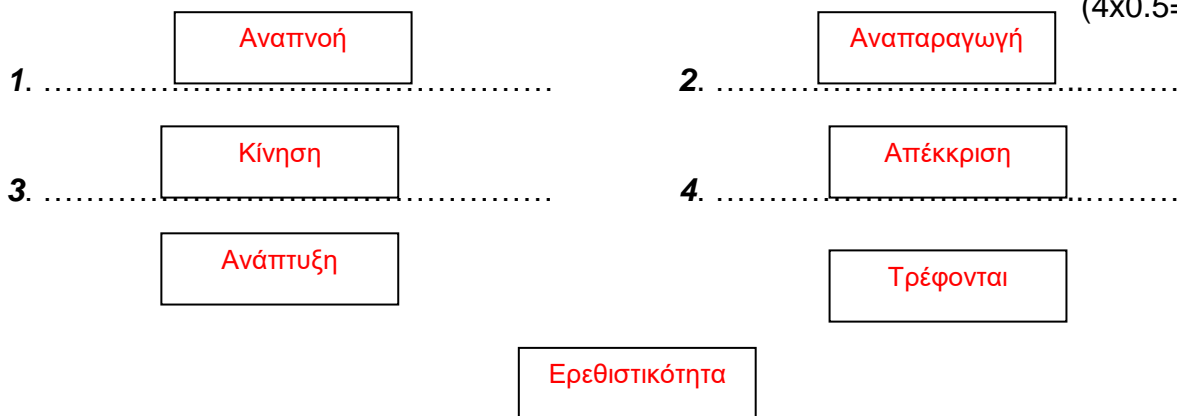 (4x0.5=
Αναπνοή Αναπαραγωγή
1. ................................................ 2. ................................................
Κίνηση Απέκκριση
3. ................................................ 4. ................................................
Ανάπτυξη Τρέφονται
Ερεθιστικότητα